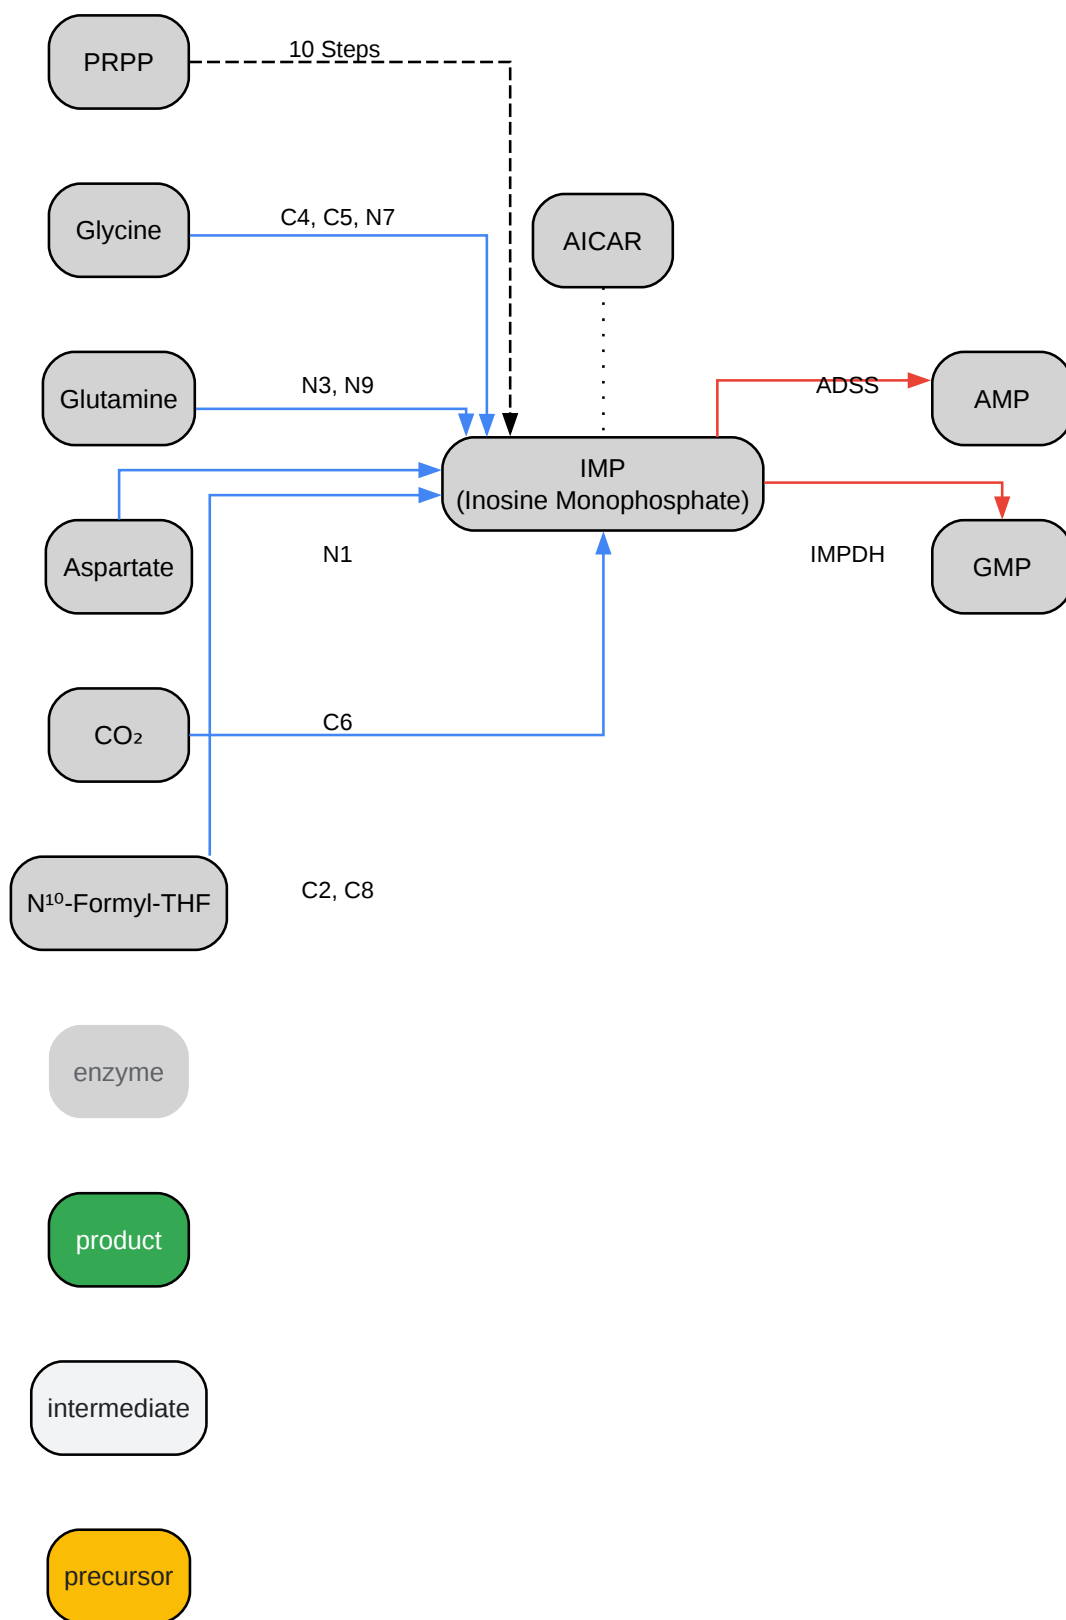 PRPP
10 Steps
Glycine
C4, C5, N7
AICAR
Glutamine
N3, N9
ADSS
AMP
IMP
(Inosine Monophosphate)
Aspartate
N1
IMPDH
GMP
CO₂
C6
N¹⁰-Formyl-THF
C2, C8
enzyme
product
intermediate
precursor